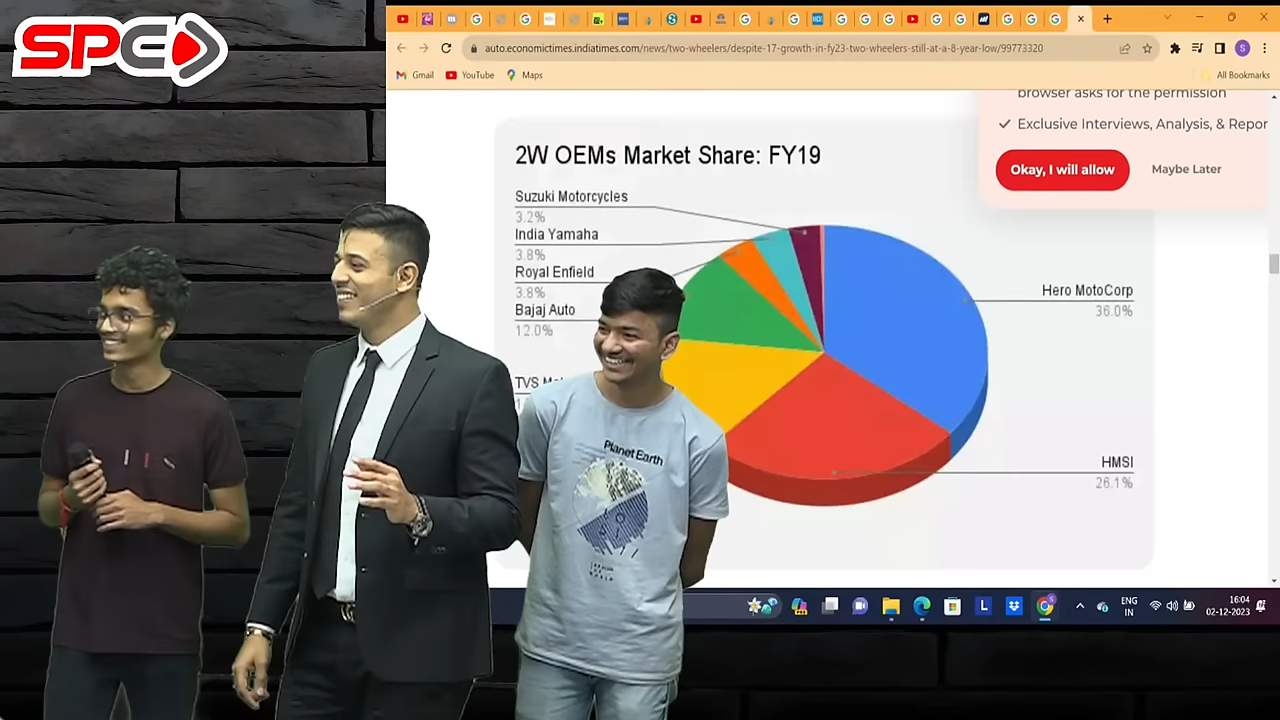 SPC
auto.economictimes.indiatimes.com/news/two-wheelers/despite-17-growth-in-fy23-two-wheelers-still-at-a-8-year-low/99773320
Gmail YouTube Maps All Bookmarks
browser asks for the permission
Exclusive Interviews, Analysis, & Repor
Okay, I will allow Maybe Later
2W OEMs Market Share: FY19
Suzuki Motorcycles
3.2%
India Yamaha
3.8%
Royal Enfield
3.8%
Bajaj Auto
12.0%
TVS
Hero MotoCorp
36.0%
HMSI
26.1%
Planet Earth
WORLD
ENG
IN
16:04
02-12-2023